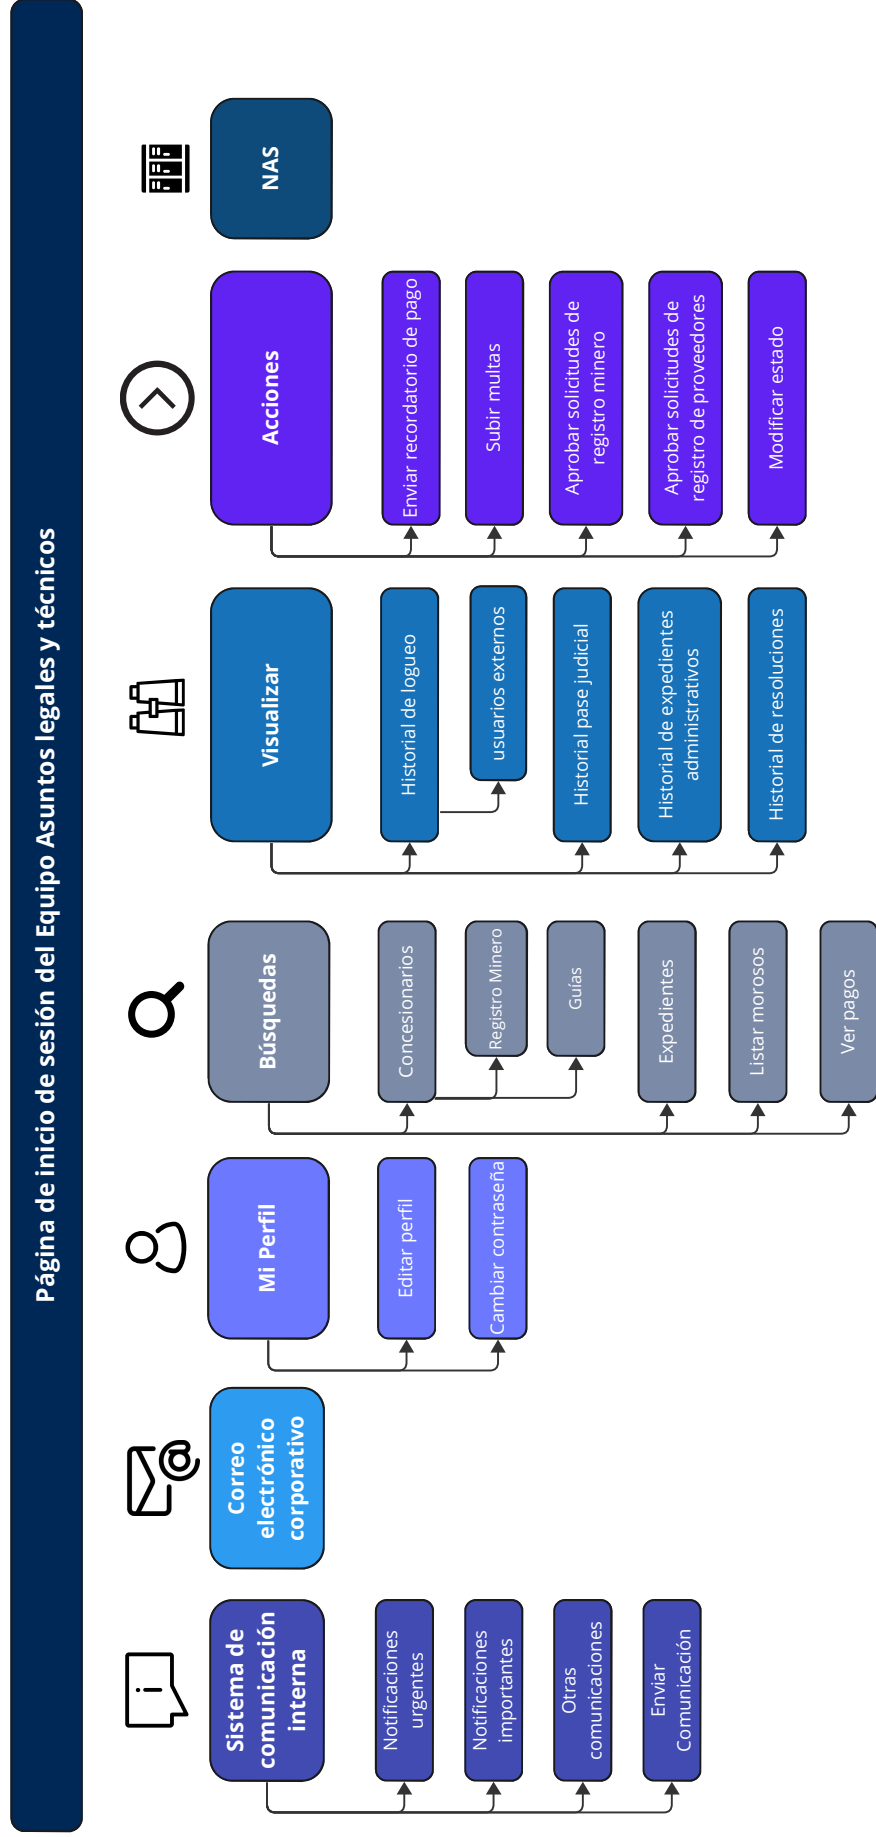 Página de inicio de sesión del Equipo Asuntos legales y técnicos
Sistema de
comunicación
interna
Notificaciones
urgentes
Notificaciones
importantes
Otras
comunicaciones
Enviar
Comunicación
Correo
electrónico
corporativo
Mi Perfil
Editar perfil
Cambiar contraseña
Búsquedas
Concesionarios
Registro Minero
Guías
Expedientes
Listar morosos
Ver pagos
Visualizar
Historial de logueo
usuarios externos
Historial pase judicial
Historial de expedientes
administrativos
Historial de resoluciones
Acciones
Enviar recordatorio de pago
Subir multas
Aprobar solicitudes de
registro minero
Aprobar solicitudes de
registro de proveedores
Modificar estado
NAS